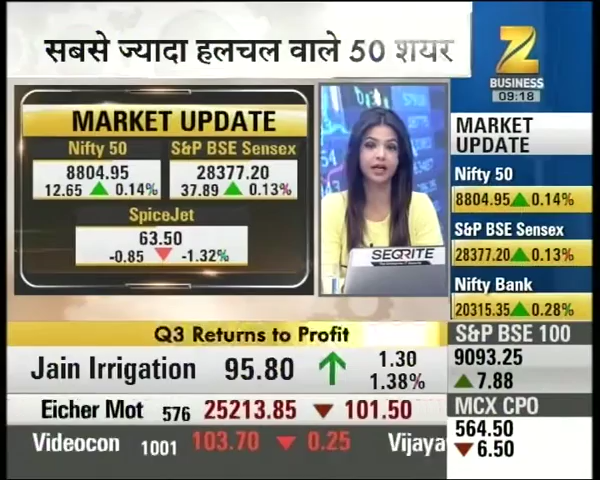 सबसे ज्यादा हलचल वाले 50 शेयर
Z
BUSINESS
09:18
MARKET UPDATE
Nifty 50
8804.95
12.65 ▲ 0.14%
S&P BSE Sensex
28377.20
37.89 ▲ 0.13%
SpiceJet
63.50
-0.85 ▼ -1.32%
SEQRITE
MARKET
UPDATE
Nifty 50
8804.95 ▲ 0.14%
S&P BSE Sensex
28377.20 ▲ 0.13%
Nifty Bank
20315.35 ▲ 0.28%
S&P BSE 100
9093.25
▲ 7.88
MCX CPO
564.50
▼ 6.50
Q3 Returns to Profit
Jain Irrigation 95.80 ↑ 1.30
1.38%
Eicher Mot 576 25213.85 ▼ 101.50
Videocon 1001 103.70 ▼ 0.25 Vijaya